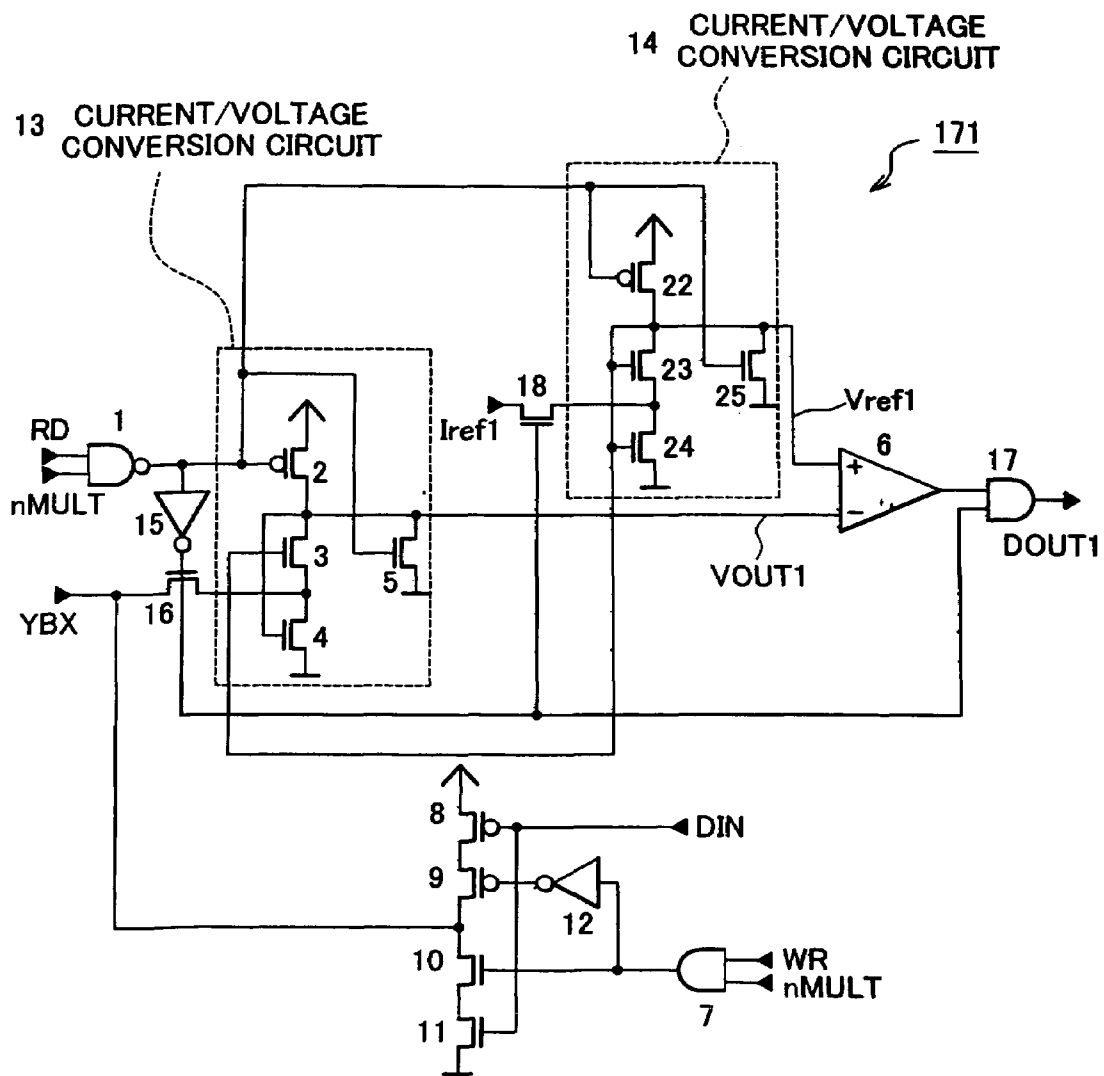 14 CURRENT/VOLTAGE
CONVERSION CIRCUIT
13 CURRENT/VOLTAGE
CONVERSION CIRCUIT
171
22
23
18
25
Iref1
Vref1
24
1
RD
nMULT
2
6
+
−
17
15
3
5
VOUT1
DOUT1
YBX
16
4
8
DIN
9
12
10
WR
nMULT
7
11